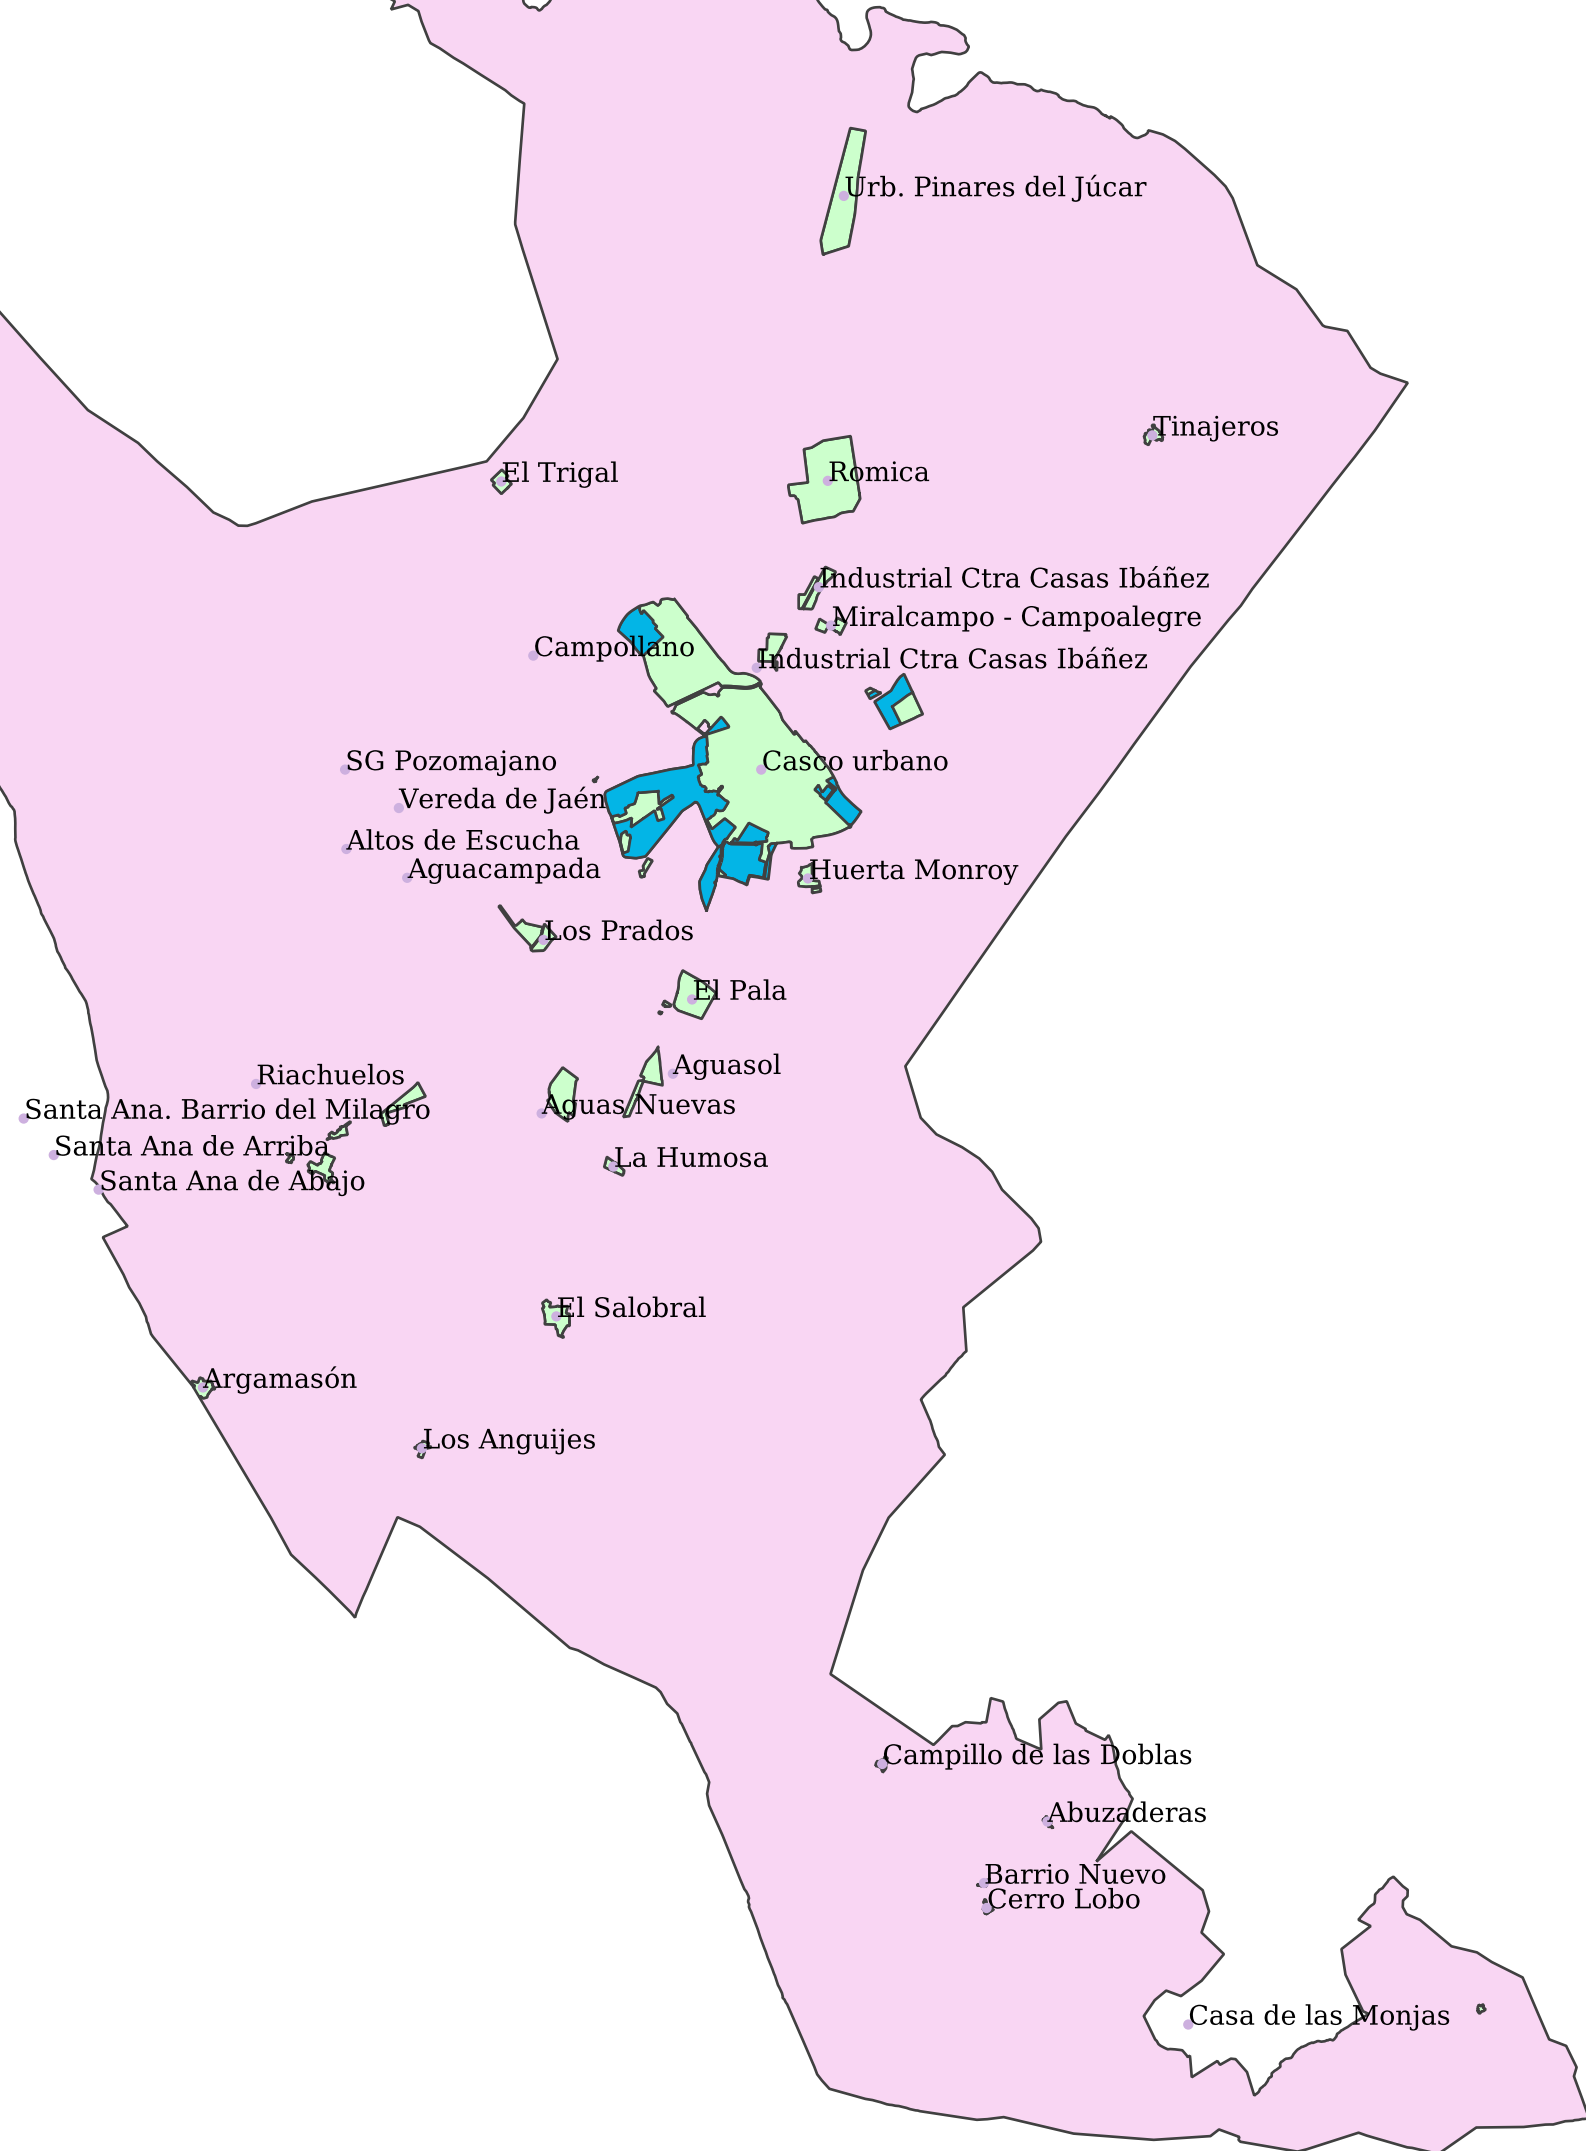 Urb. Pinares del Júcar
Tinajeros
El Trigal
Romica
Industrial Ctra Casas Ibáñez
Miralcampo - Campoalegre
Campollano
Industrial Ctra Casas Ibáñez
SG Pozomajano
Casco urbano
Vereda de Jaén
Altos de Escucha
Aguacampada
Huerta Monroy
Los Prados
El Pala
Aguasol
Riachuelos
Aguas Nuevas
Santa Ana. Barrio del Milagro
Santa Ana de Arriba
La Humosa
Santa Ana de Abajo
El Salobral
Argamasón
Los Anguijes
Campillo de las Doblas
Abuzaderas
Barrio Nuevo
Cerro Lobo
Casa de las Monjas